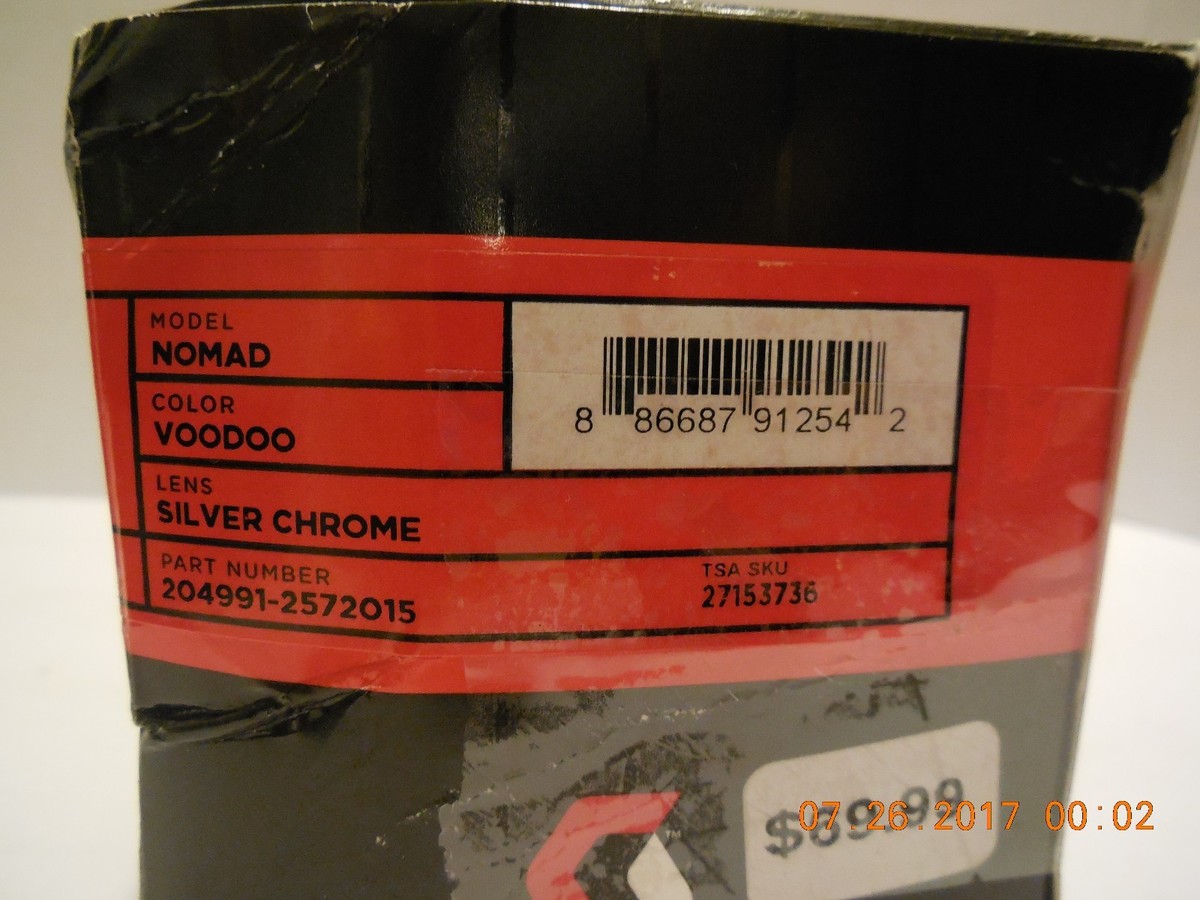 MODEL
NOMAD
COLOR
VOODOO
8 86687 91254 2
LENS
SILVER CHROME
PART NUMBER
204991-2572015
TSA SKU
27153736
TM
07.26.2017 00:02